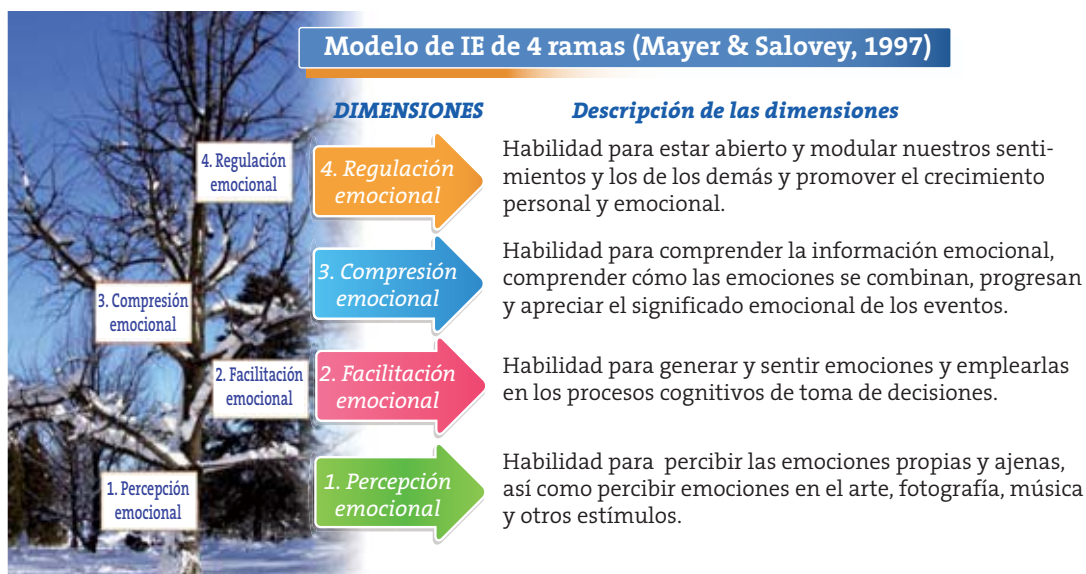 Modelo de IE de 4 ramas (Mayer & Salovey, 1997)
DIMENSIONES
Descripción de las dimensiones
4. Regulación
emocional
4. Regulación
emocional
Habilidad para estar abierto y modular nuestros senti-
mientos y los de los demás y promover el crecimiento
personal y emocional.
3. Compresión
emocional
3. Compresión
emocional
Habilidad para comprender la información emocional,
comprender cómo las emociones se combinan, progresan
y apreciar el significado emocional de los eventos.
2. Facilitación
emocional
2. Facilitación
emocional
Habilidad para generar y sentir emociones y emplearlas
en los procesos cognitivos de toma de decisiones.
1. Percepción
emocional
1. Percepción
emocional
Habilidad para percibir las emociones propias y ajenas,
así como percibir emociones en el arte, fotografía, música
y otros estímulos.